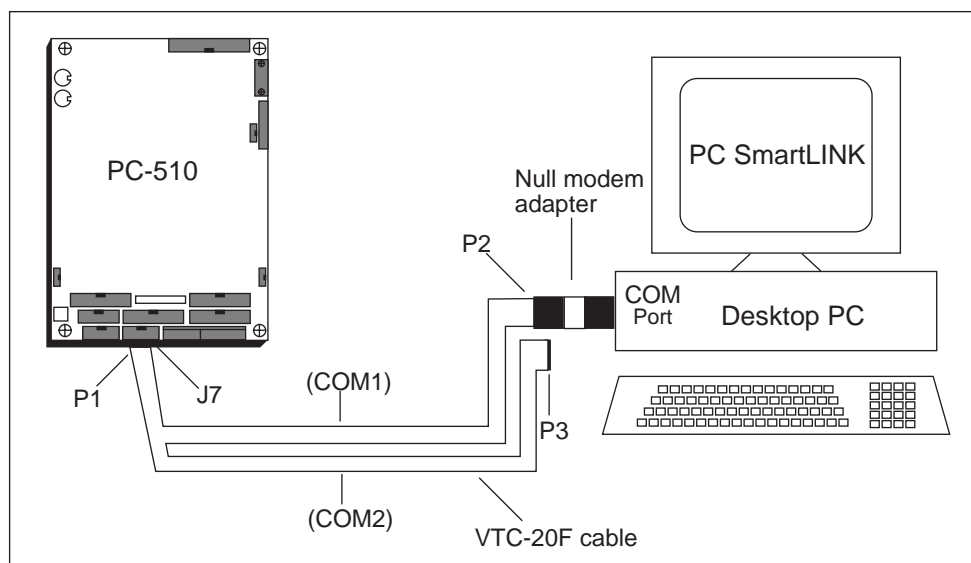 PC-510
PC SmartLINK
Null modem
adapter
P2
COM
Port
Desktop PC
P1
J7
(COM1)
P3
(COM2)
VTC-20F cable